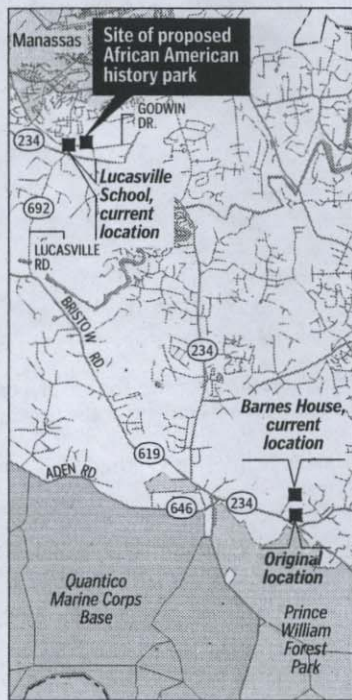 Manassas
Site of proposed
African American
history park
GODWIN
DR.
234
Lucasville
School,
current
location
692
LUCASVILLE
RD.
BRISTOW RD
234
Barnes House,
current
location
619
ADEN RD
646
234
Original
location
Quantico
Marine Corps
Base
Prince
William
Forest
Park